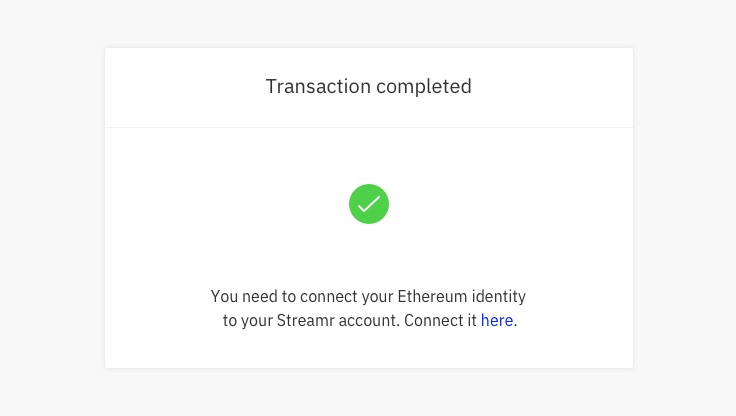 Transaction completed
You need to connect your Ethereum identity
to your Streamr account. Connect it here.